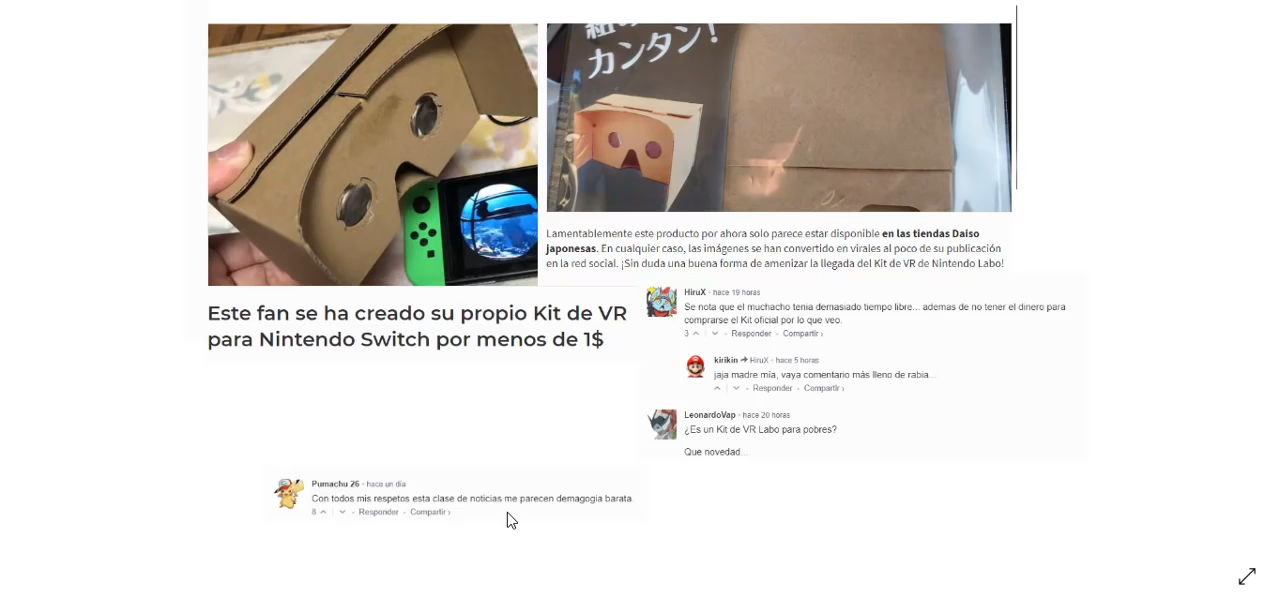 カンタン!
Lamentablemente este producto por ahora solo parece estar disponible en las tiendas Daiso
japonesas. En cualquier caso, las imágenes se han convertido en virales al poco de su publicación
en la red social. ¡Sin duda una buena forma de amenizar la llegada del Kit de VR de Nintendo Labo!
Este fan se ha creado su propio Kit de VR
para Nintendo Switch por menos de 1$
HiruX - hace 19 horas
Se nota que el muchacho tenia demasiado tiempo libre... ademas de no tener el dinero para
comprarse el Kit oficial por lo que veo.
3 - Responder - Compartir ›
kirikin → HiruX - hace 5 horas
jaja madre mía, vaya comentario más lleno de rabia...
- Responder - Compartir ›
LeonardoVap - hace 20 horas
¿Es un Kit de VR Labo para pobres?
Que novedad...
Pumachu 26 - hace un día
Con todos mis respetos esta clase de noticias me parecen demagogia barata.
8 - Responder - Compartir ›